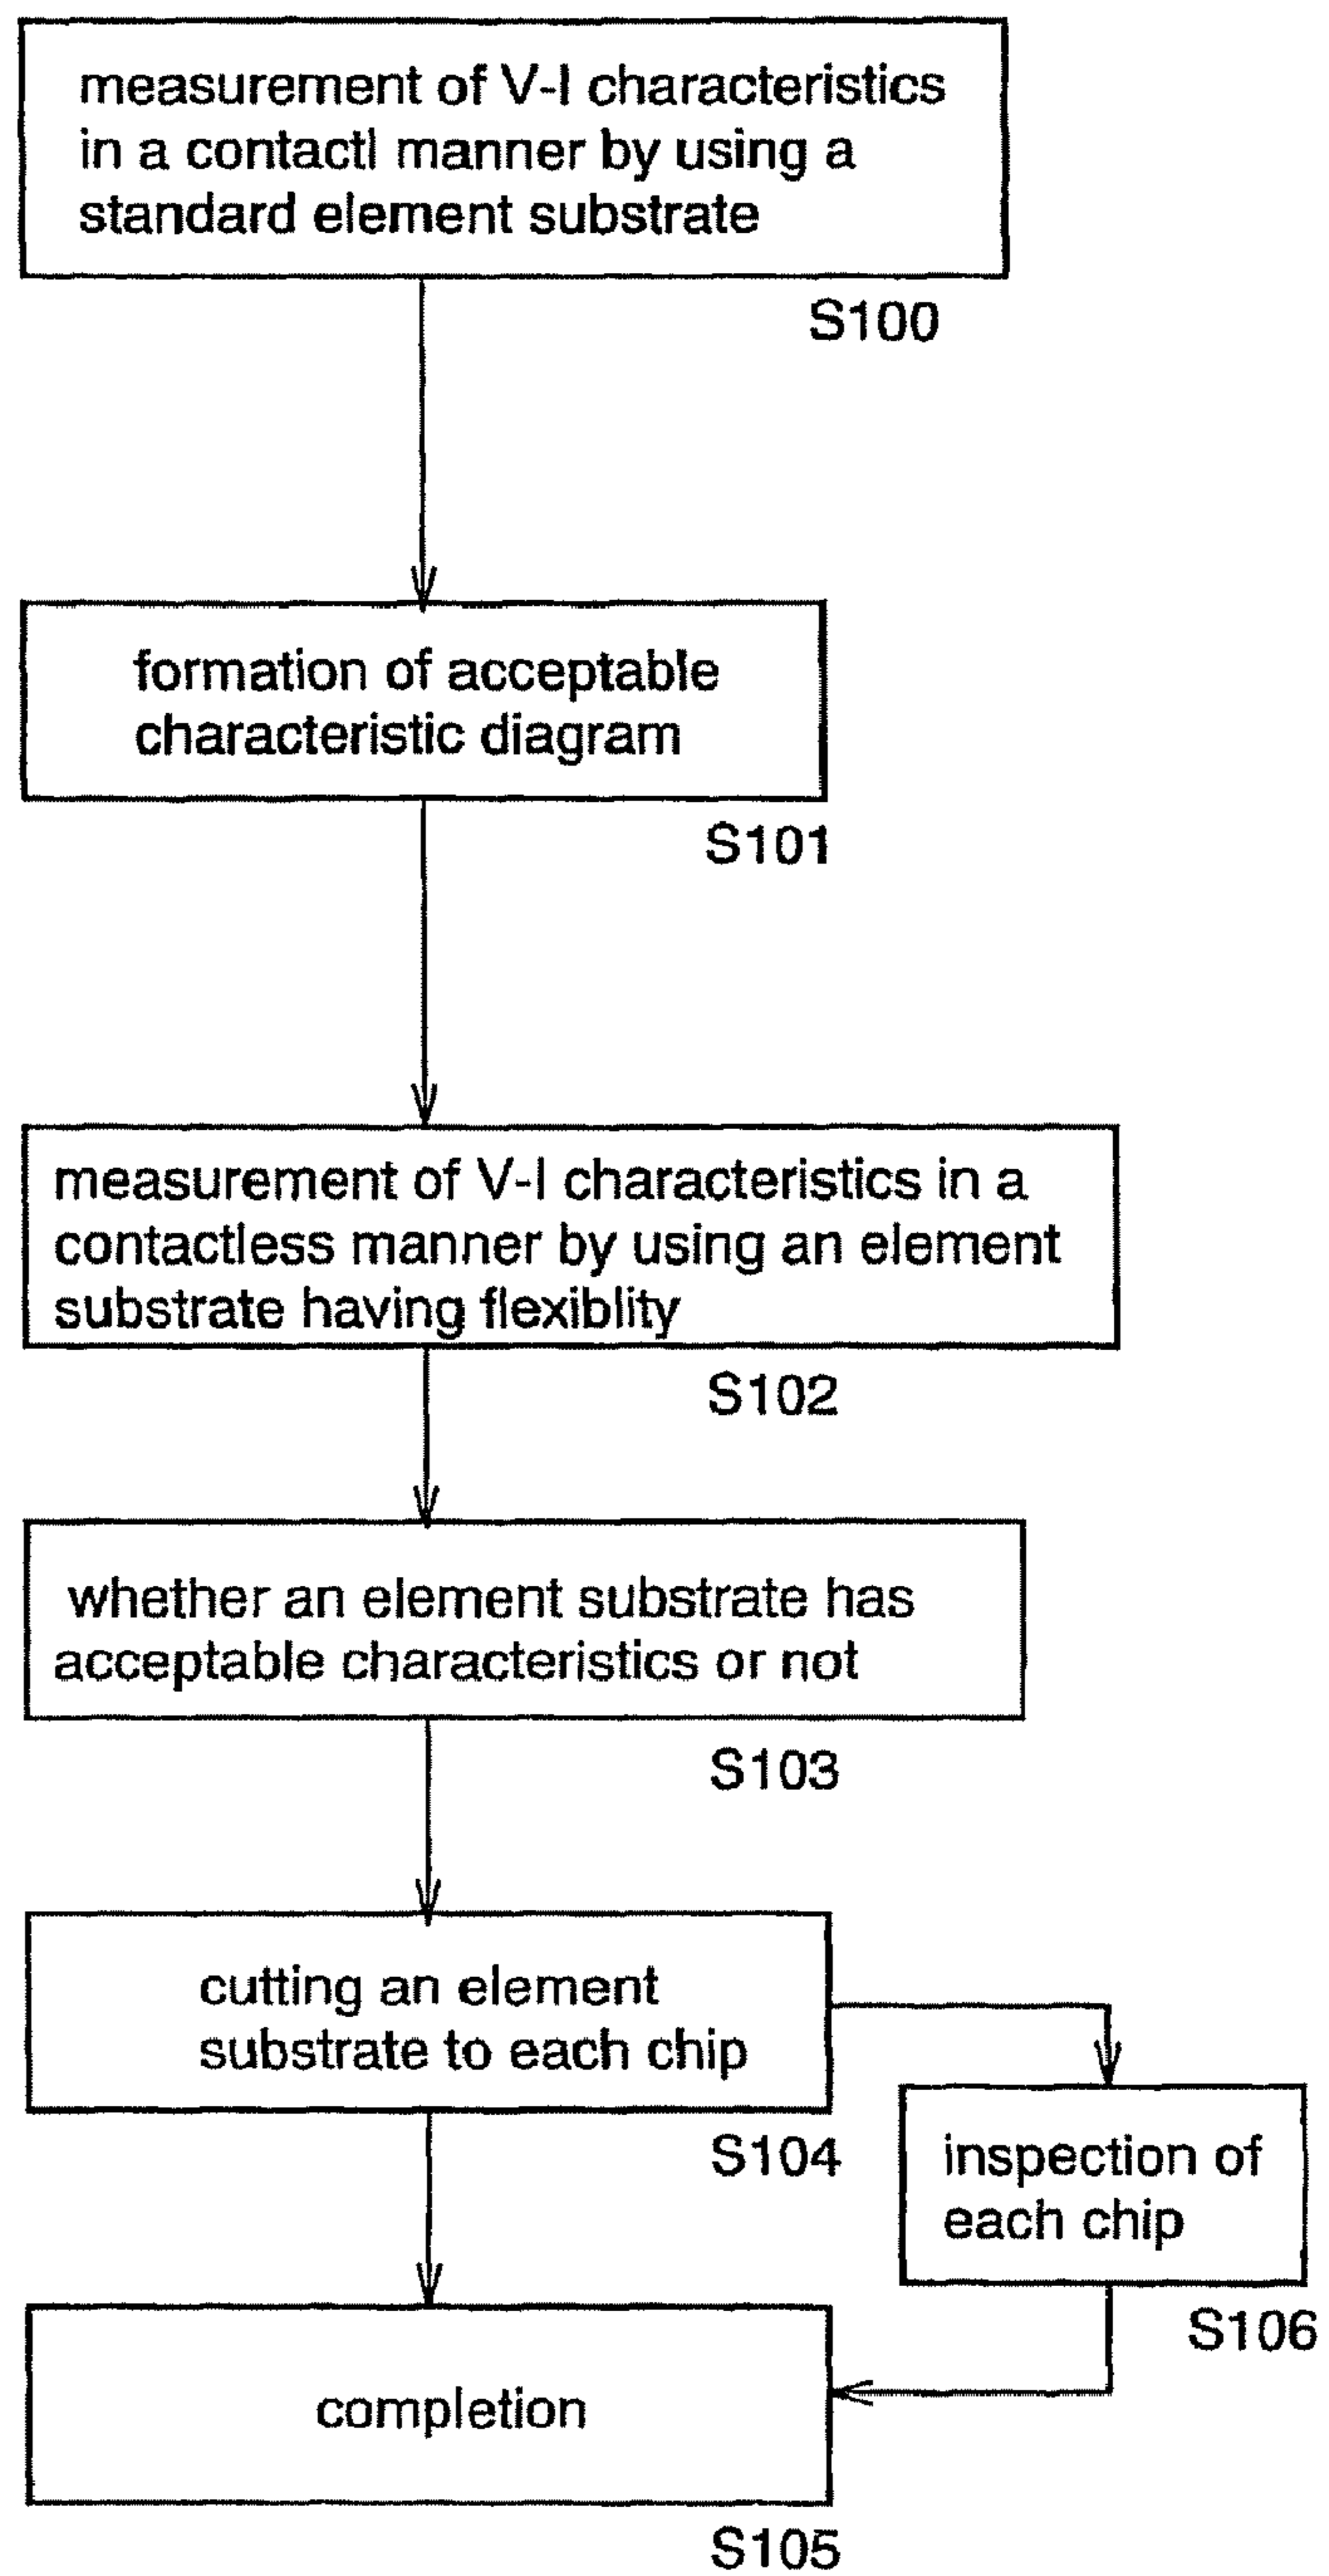 measurement of V-I characteristics
in a contactl manner by using a
standard element substrate
S100
formation of acceptable
characteristic diagram
S101
measurement of V-I characteristics in a
contactless manner by using an element
substrate having flexiblity
S102
whether an element substrate has
acceptable characteristics or not
S103
cutting an element
substrate to each chip
S104
inspection of
each chip
S106
completion
S105